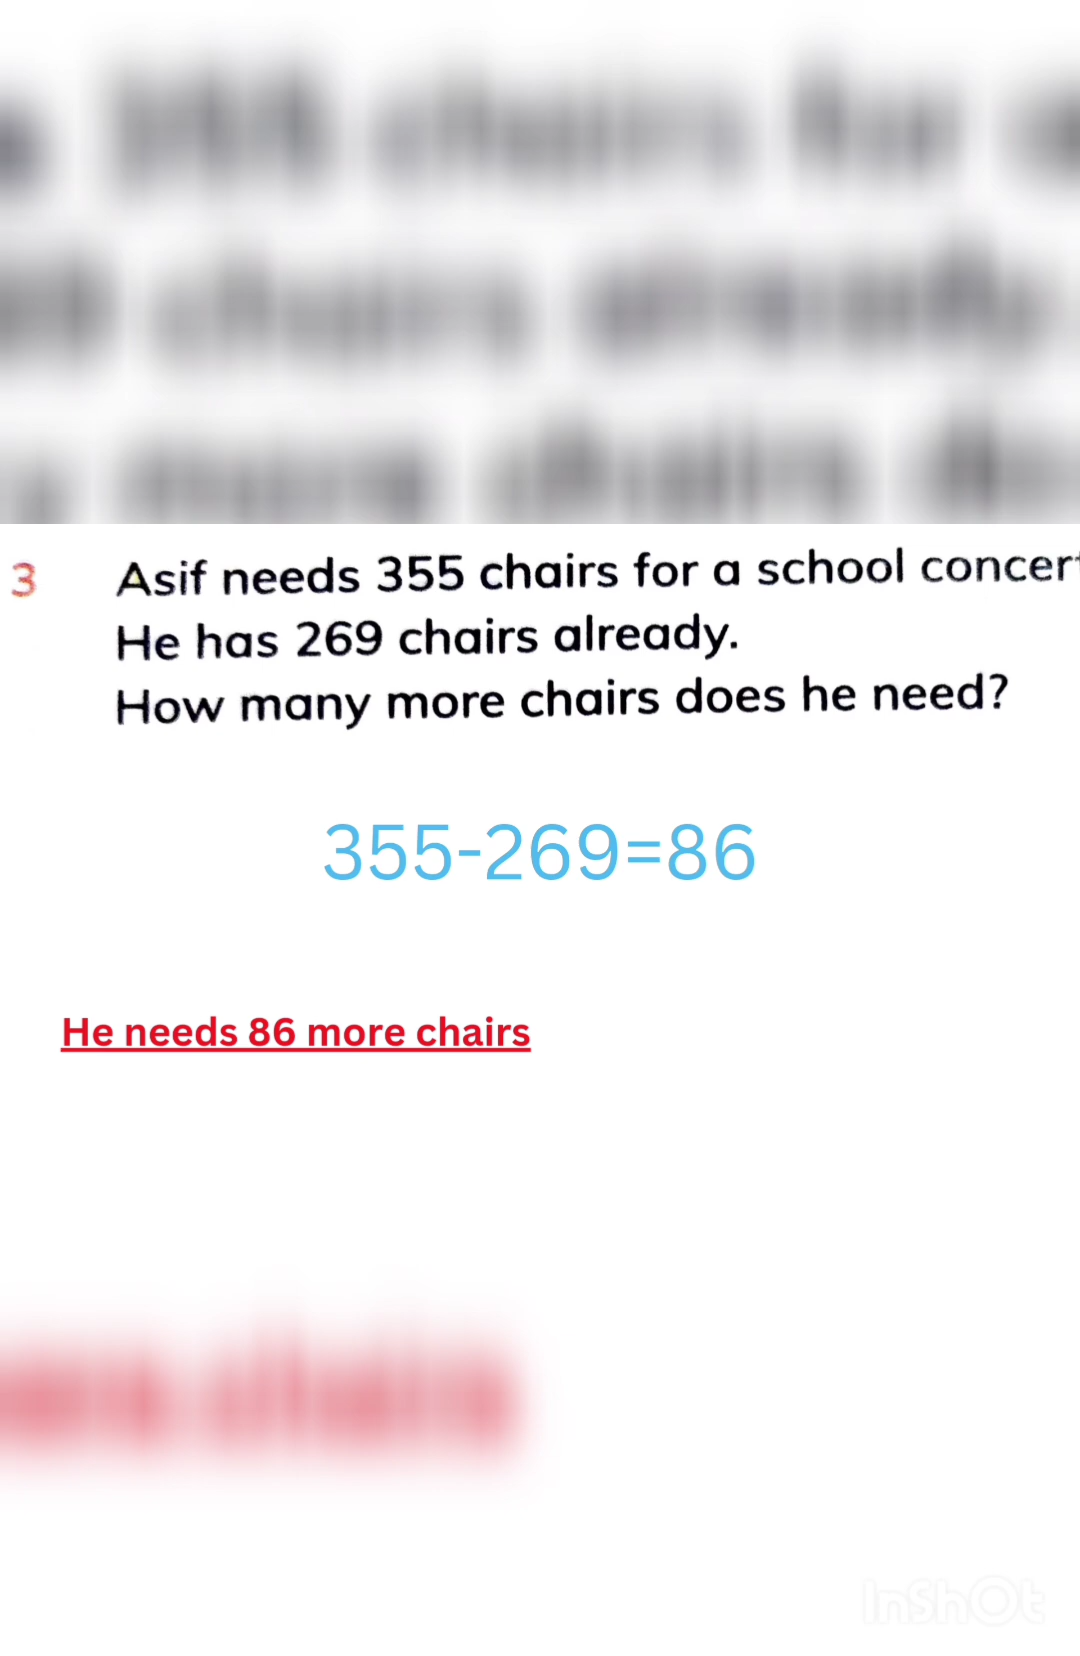 3 Asif needs 355 chairs for a school concert
He has 269 chairs already.
How many more chairs does he need?
355-269=86
He needs 86 more chairs
InShOt